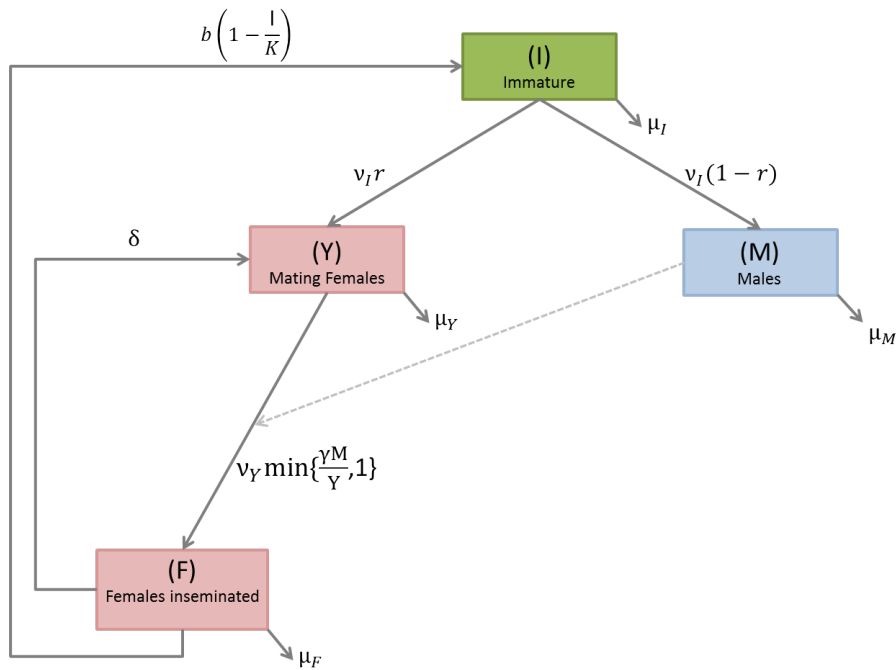 b(1 − I/K)
(I)
Immature
μ_I
ν_I r
ν_I(1 − r)
δ
(Y)
Mating Females
(M)
Males
μ_Y
μ_M
ν_Y min{γM/Y,1}
(F)
Females inseminated
μ_F